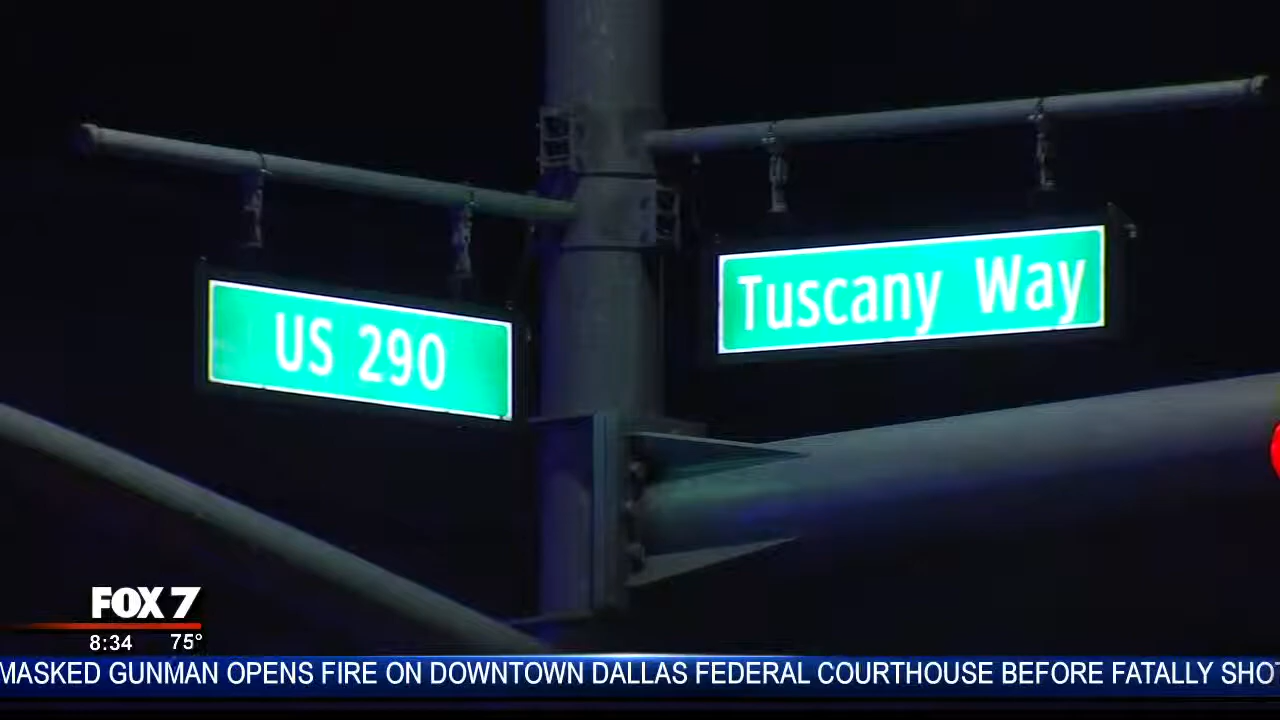 US 290
Tuscany Way
FOX 7
8:34 75°
MASKED GUNMAN OPENS FIRE ON DOWNTOWN DALLAS FEDERAL COURTHOUSE BEFORE FATALLY SHOT